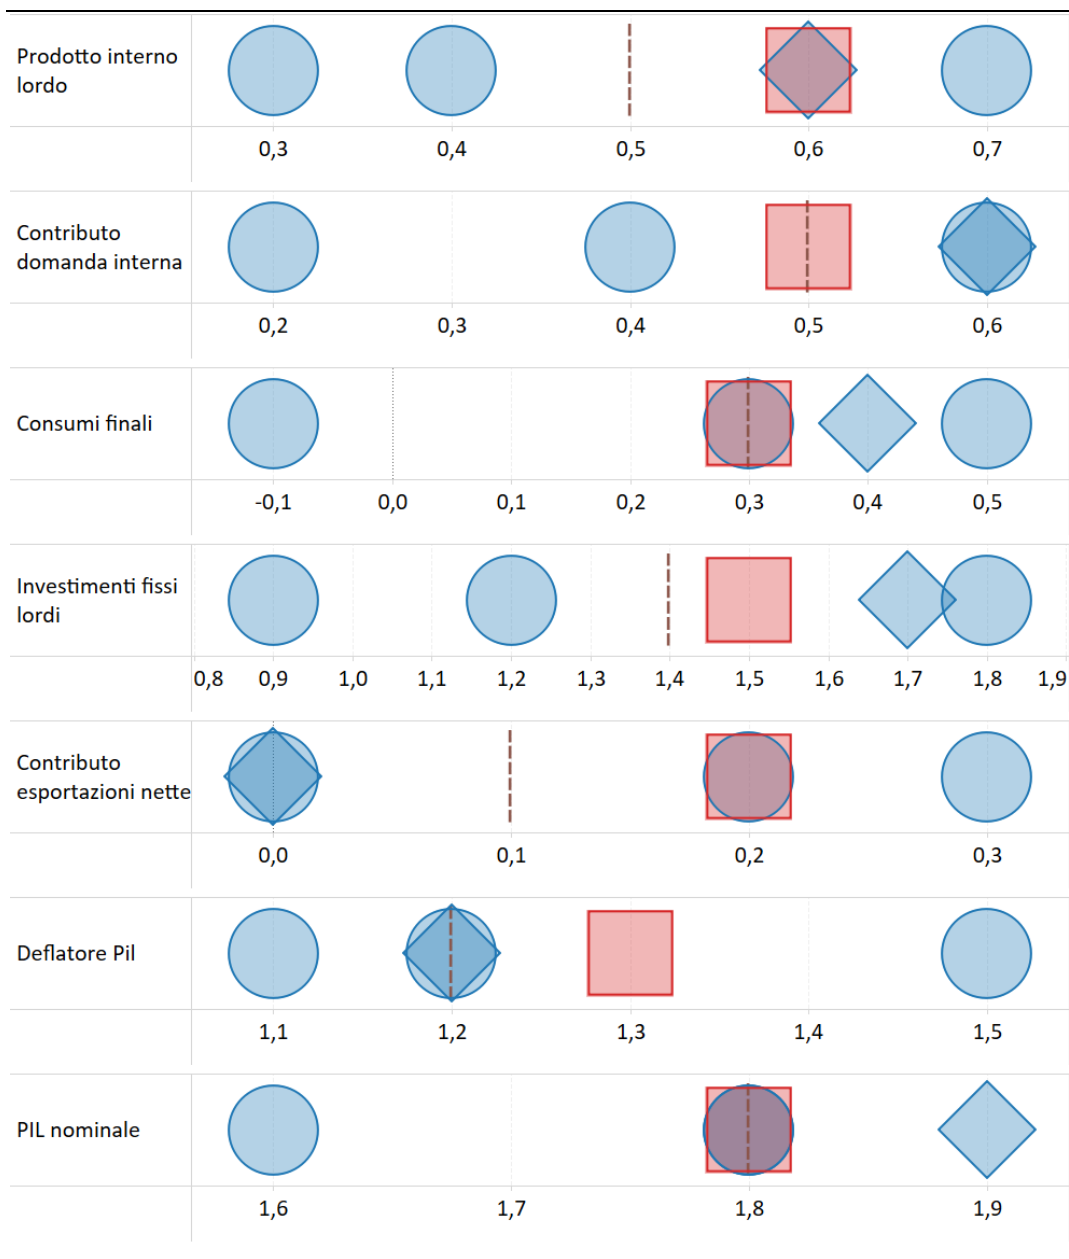 Prodotto interno
lordo
0,3 0,4 0,5 0,6 0,7
Contributo
domanda interna
0,2 0,3 0,4 0,5 0,6
Consumi finali
-0,1 0,0 0,1 0,2 0,3 0,4 0,5
Investimenti fissi
lordi
0,8 0,9 1,0 1,1 1,2 1,3 1,4 1,5 1,6 1,7 1,8 1,9
Contributo
esportazioni nette
0,0 0,1 0,2 0,3
Deflatore Pil
1,1 1,2 1,3 1,4 1,5
PIL nominale
1,6 1,7 1,8 1,9